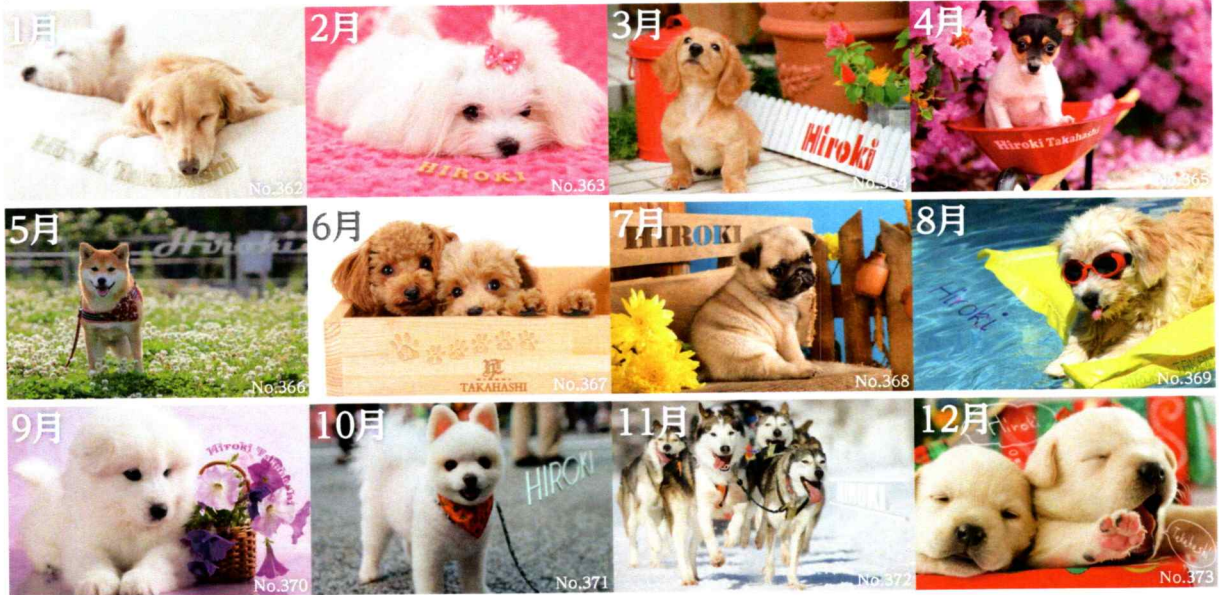 1月
No.362
2月
HIROKI
No.363
3月
Hiroki
No.364
4月
Hiroki Takahashi
No.365
5月
Hiroki
No.366
6月
TAKAHASHI
No.367
7月
HIROKI
No.368
8月
HIROKI
No.369
9月
Hiroki
No.370
10月
HIROKI
No.371
11月
No.372
12月
Hiroki
No.373